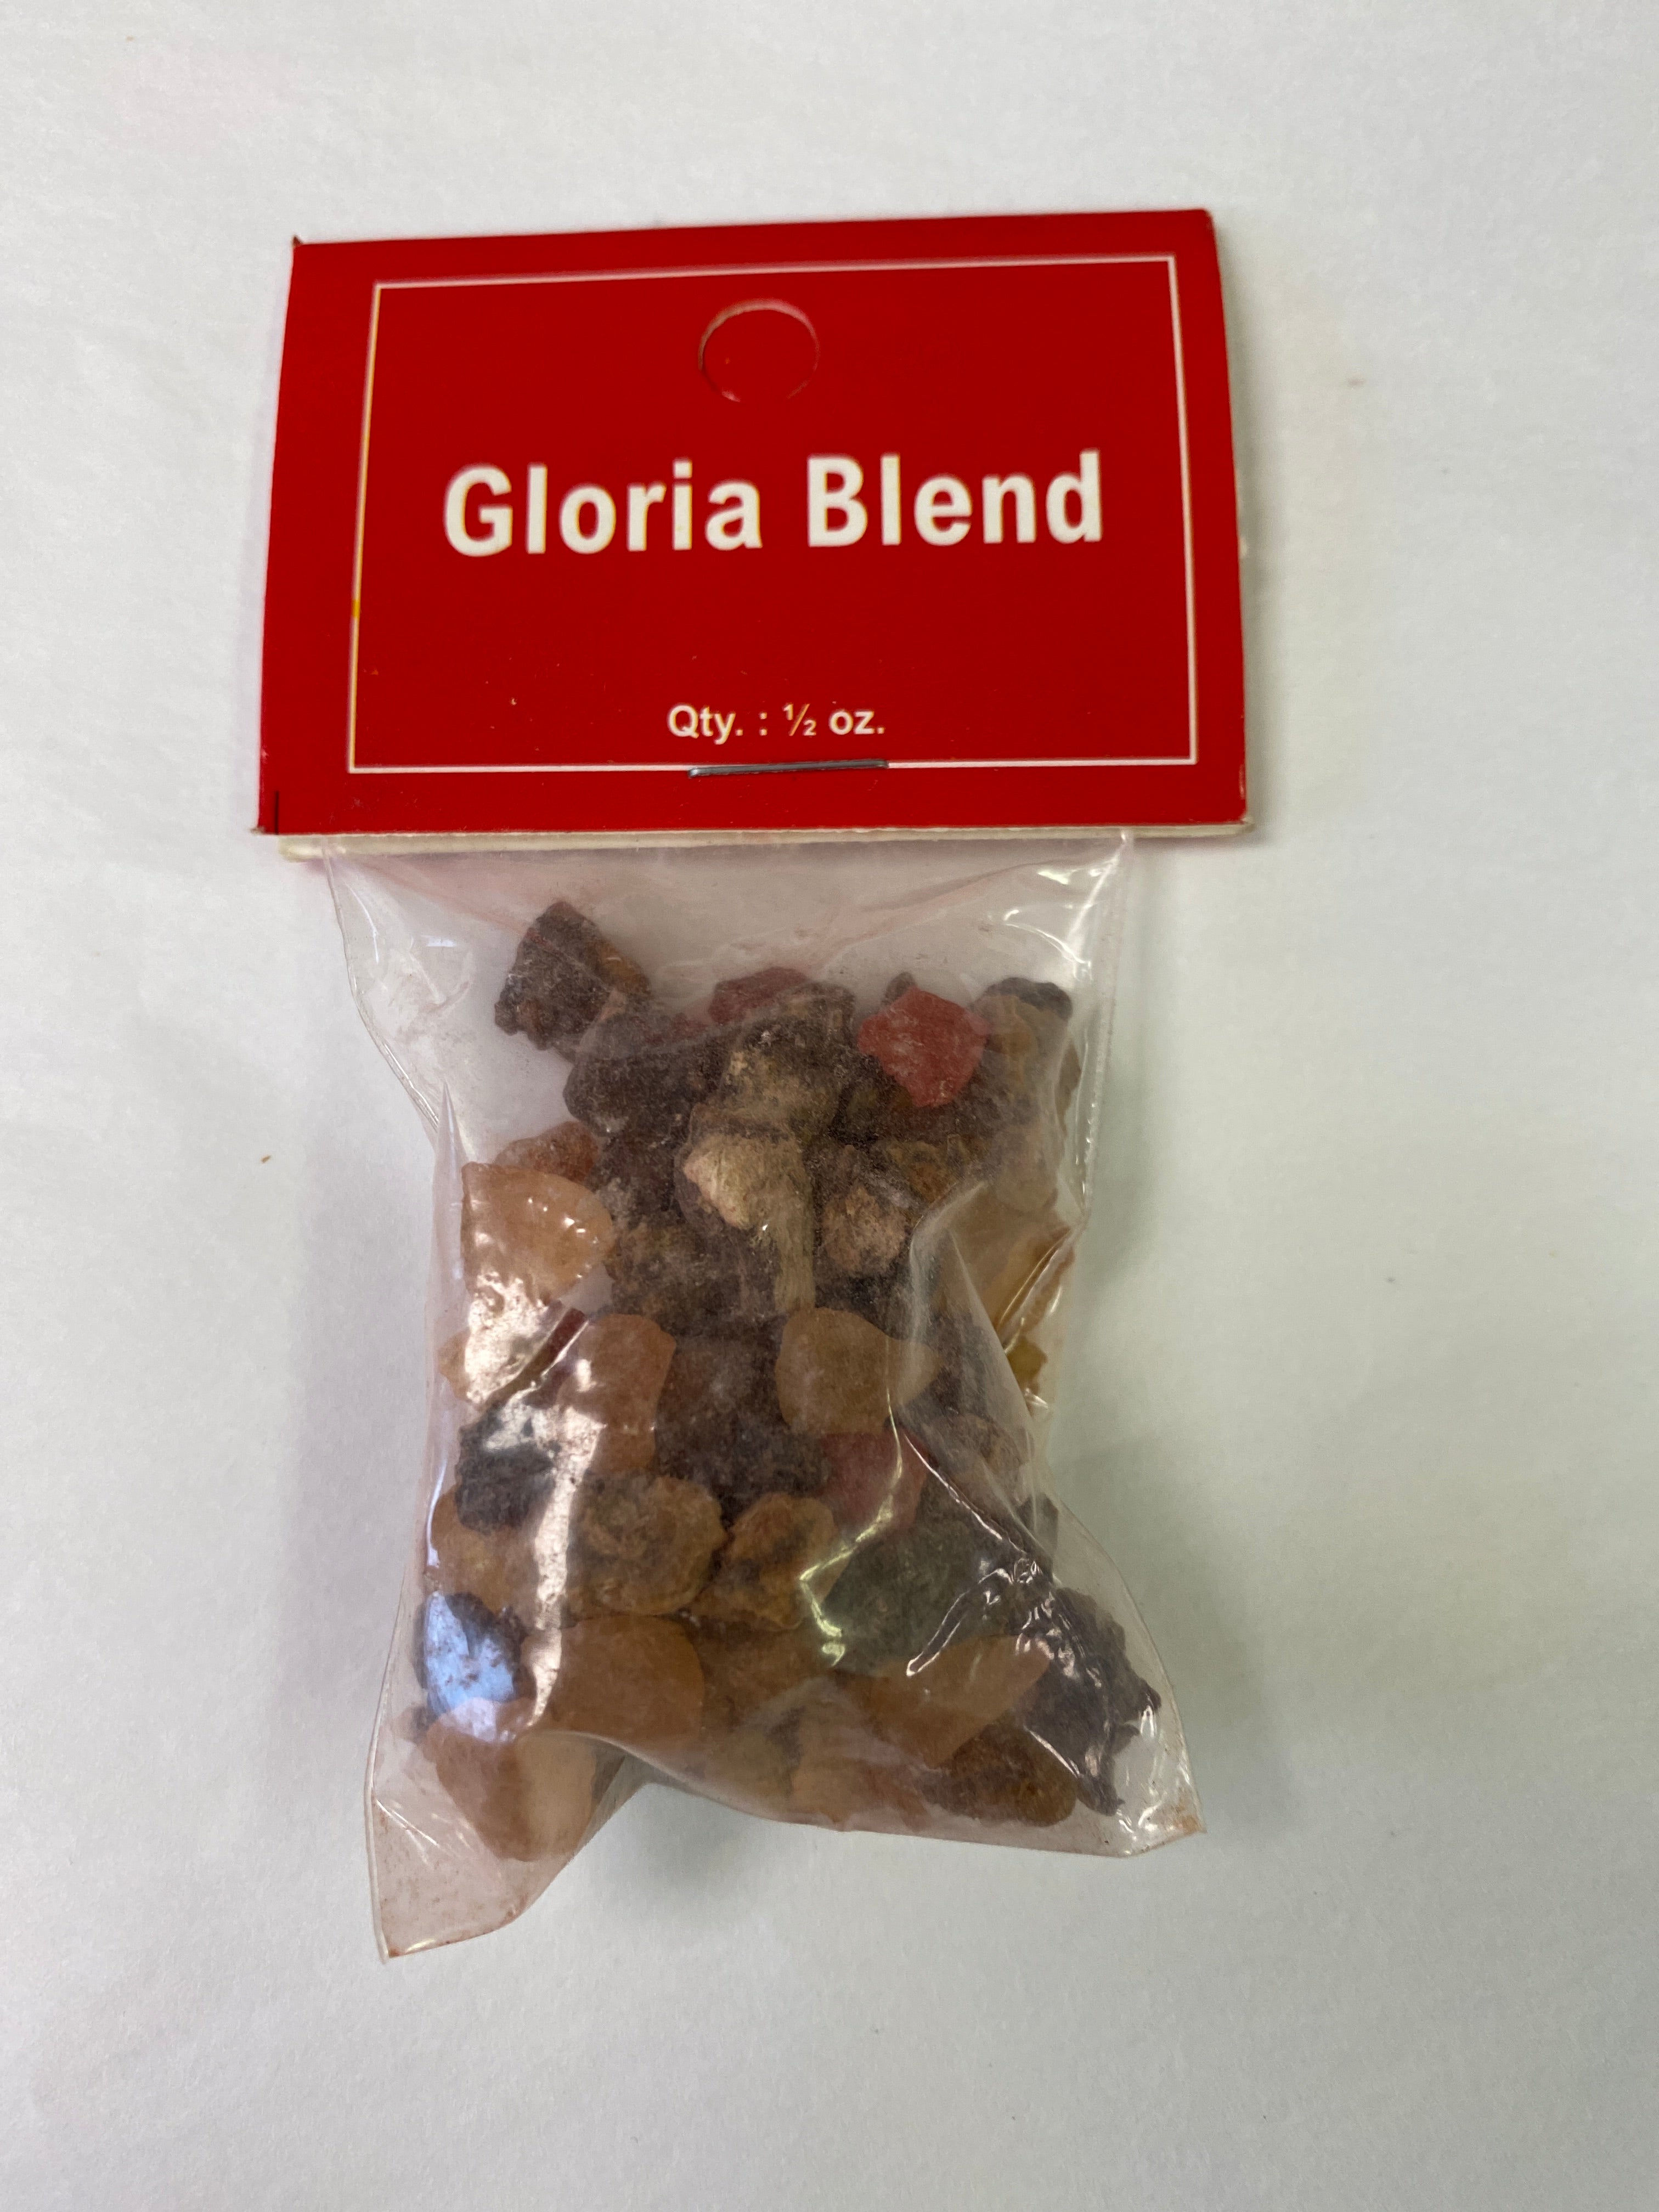 Gloria Blend
Qty. : ½ oz.